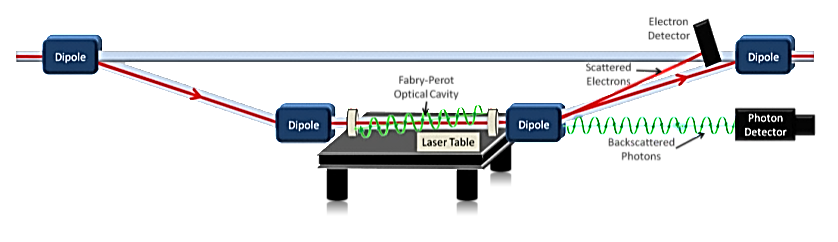 Electron
Detector
Dipole
Dipole
Scattered
Electrons
Fabry-Perot
Optical Cavity
Dipole
Dipole
Photon
Detector
Laser Table
Backscattered
Photons